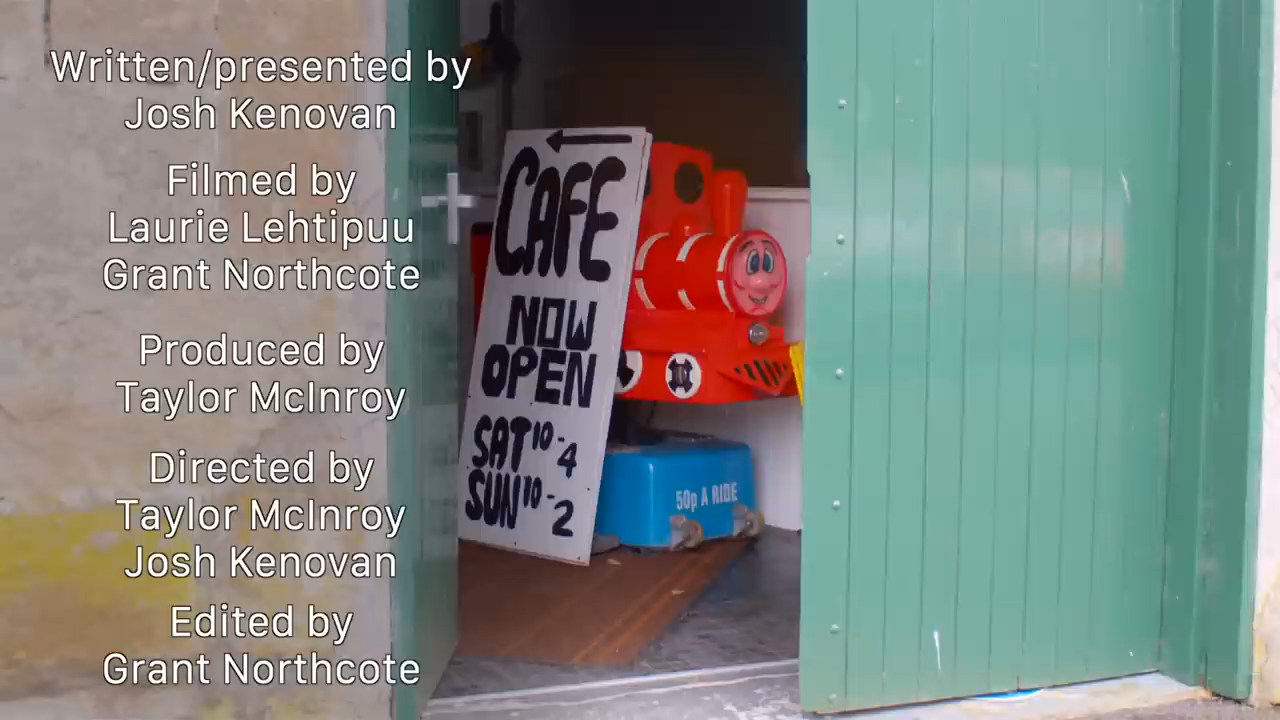 Written/presented by
Josh Kenovan
Filmed by
Laurie Lehtipuu
Grant Northcote
Produced by
Taylor McInroy
Directed by
Taylor McInroy
Josh Kenovan
Edited by
Grant Northcote
CAFE
NOW
OPEN
SAT 10-4
SUN 10-2
50p A RIDE